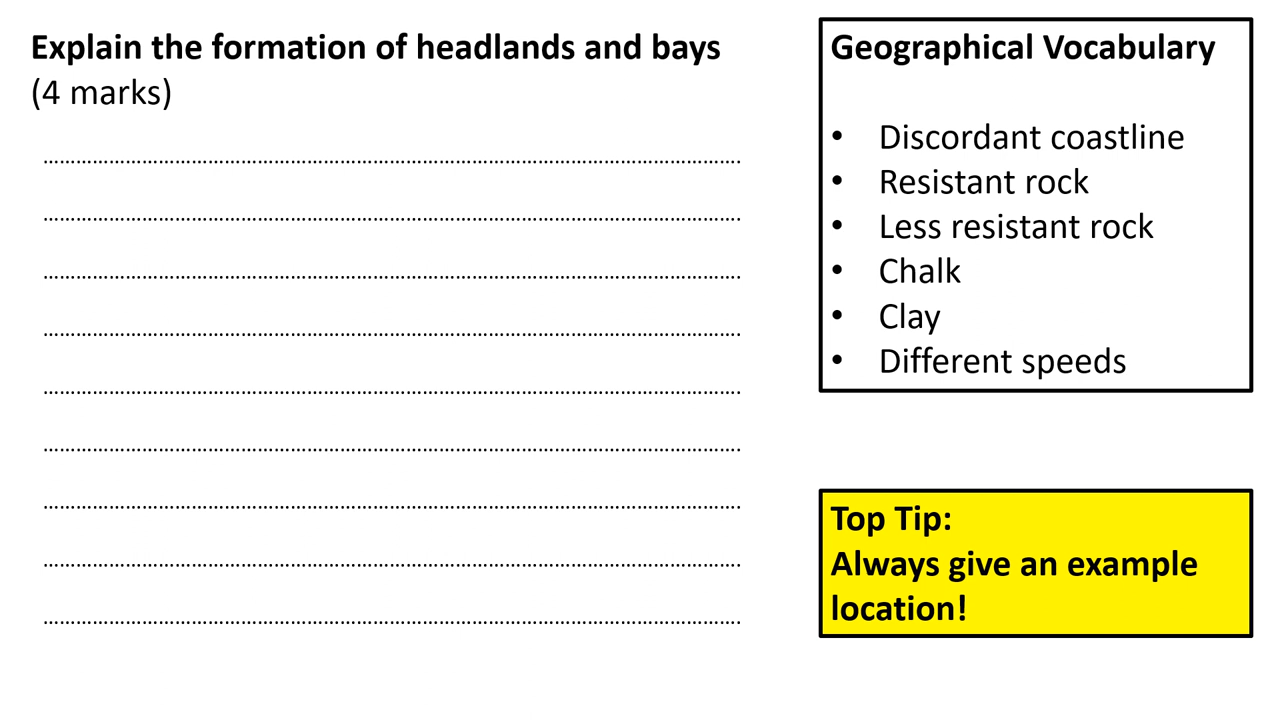 Explain the formation of headlands and bays
(4 marks)
……………………………………………………………………………………………………………….
……………………………………………………………………………………………………………….
……………………………………………………………………………………………………………….
……………………………………………………………………………………………………………….
……………………………………………………………………………………………………………….
……………………………………………………………………………………………………………….
……………………………………………………………………………………………………………….
……………………………………………………………………………………………………………….
……………………………………………………………………………………………………………….
Geographical Vocabulary
• Discordant coastline
• Resistant rock
• Less resistant rock
• Chalk
• Clay
• Different speeds
Top Tip:
Always give an example
location!